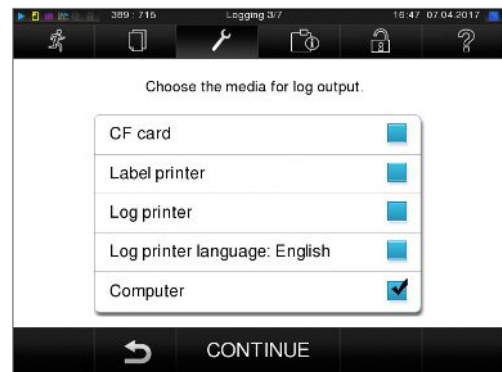 389 : 716 Logging 3/7 16:47 07.04.2017
Choose the media for log output.
CF card
Label printer
Log printer
Log printer language: English
Computer
CONTINUE